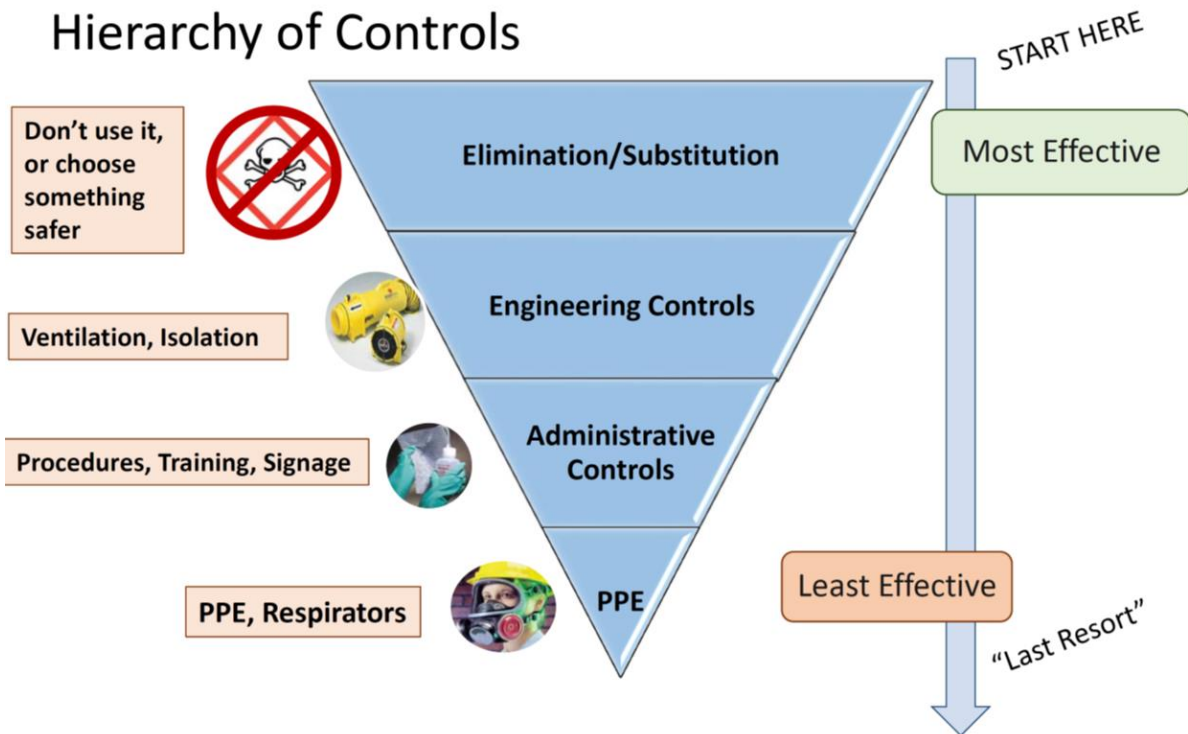 Hierarchy of Controls
START HERE
Don’t use it,
or choose
something
safer
Elimination/Substitution
Most Effective
Ventilation, Isolation
Engineering Controls
Procedures, Training, Signage
Administrative
Controls
PPE, Respirators
PPE
Least Effective
“Last Resort”